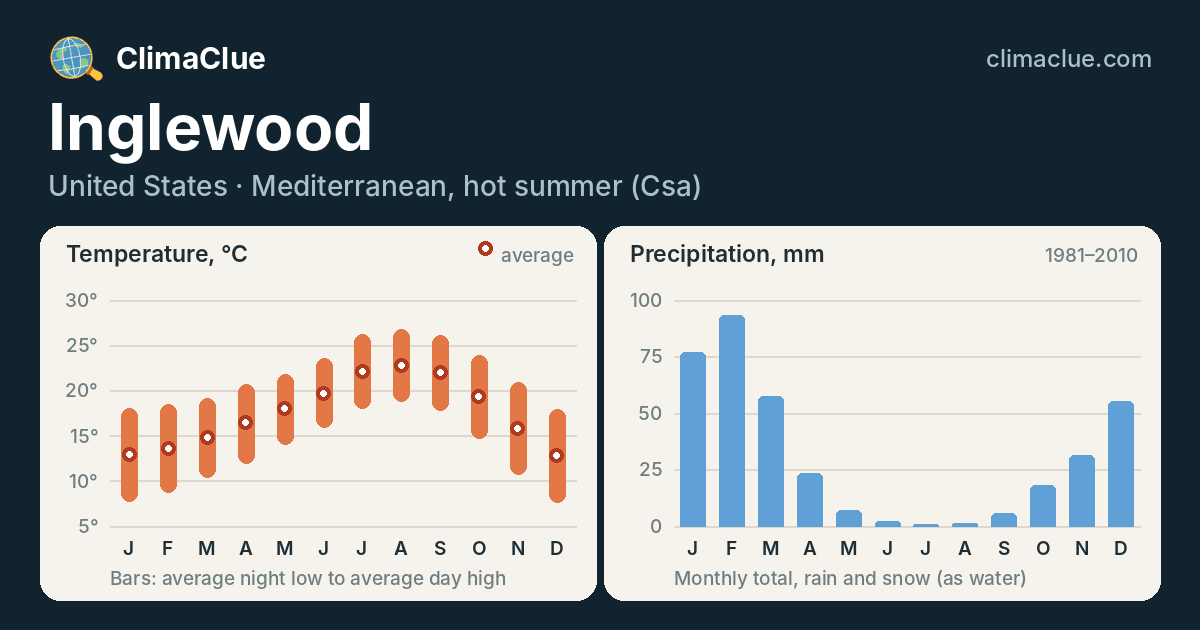 ClimaClue
climaclue.com
Inglewood
United States · Mediterranean, hot summer (Csa)
Temperature, °C
average
30°
25°
20°
15°
10°
5°
J F M A M J J A S O N D
Bars: average night low to average day high
Precipitation, mm
1981–2010
100
75
50
25
0
J F M A M J J A S O N D
Monthly total, rain and snow (as water)